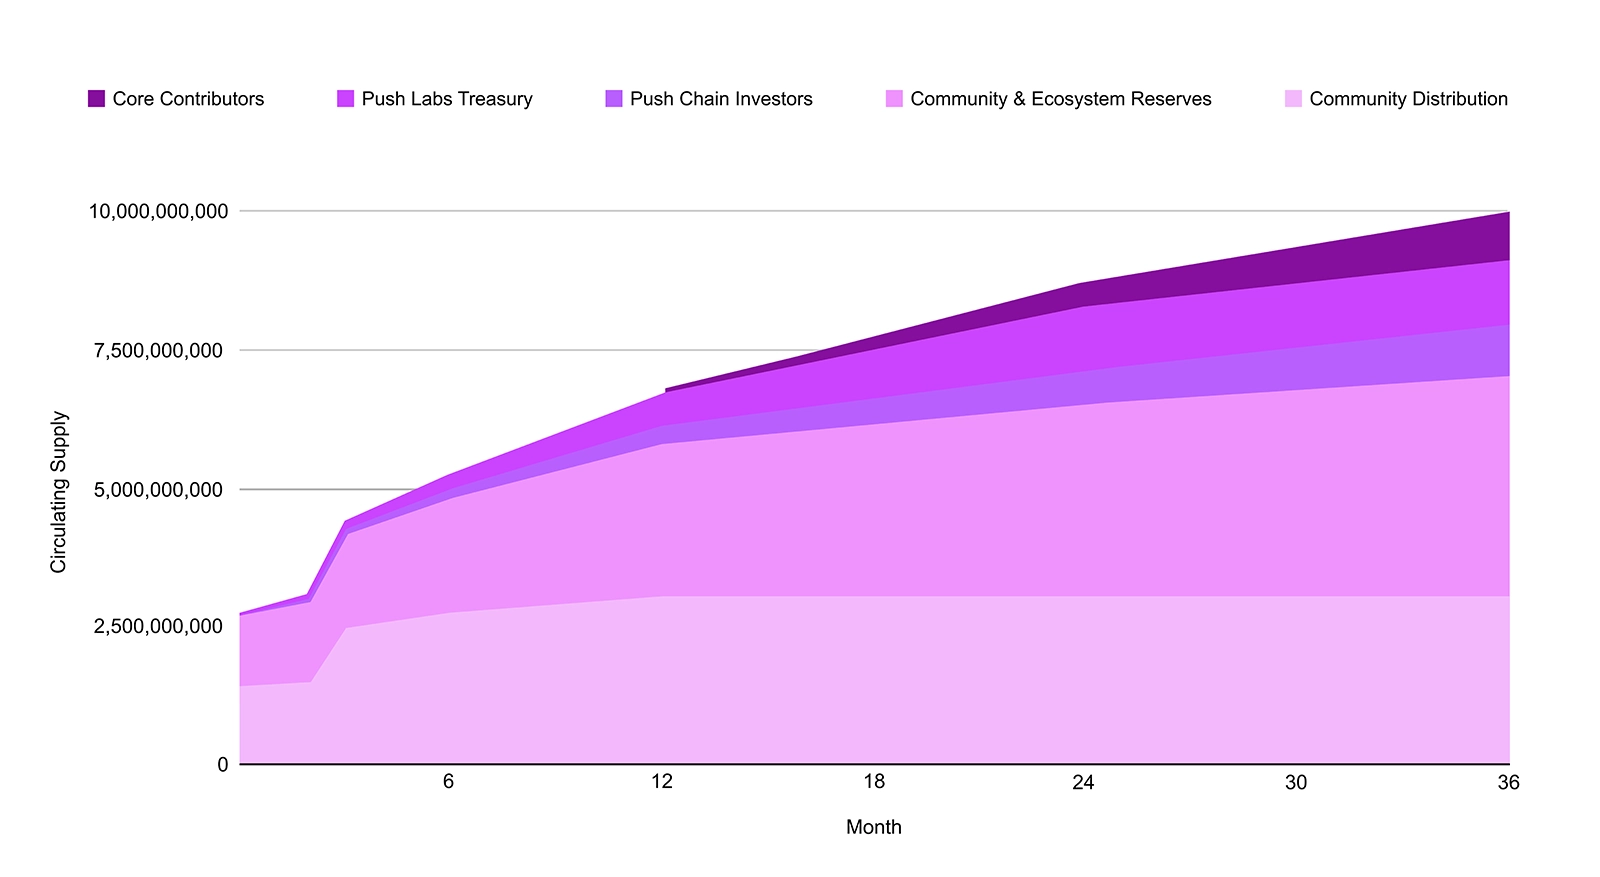 Core Contributors Push Labs Treasury Push Chain Investors Community & Ecosystem Reserves Community Distribution
10,000,000,000
7,500,000,000
5,000,000,000
2,500,000,000
0
Circulating Supply
6 12 18 24 30 36
Month